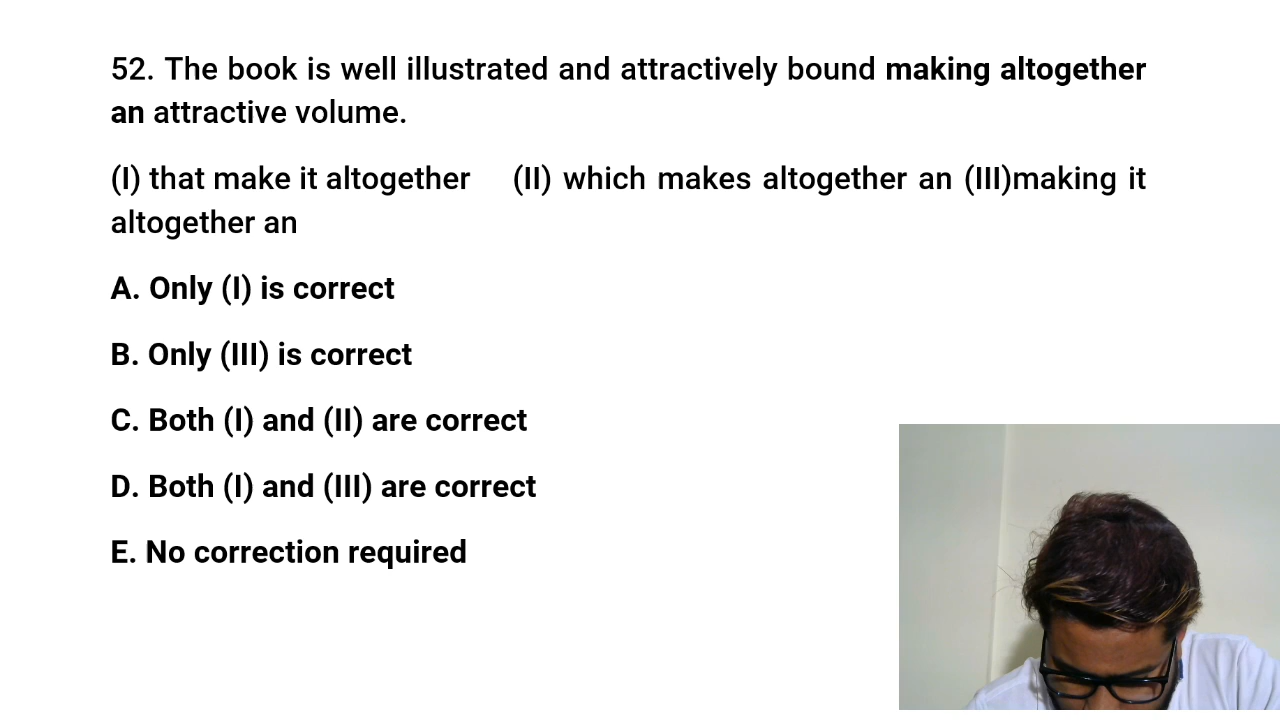 52. The book is well illustrated and attractively bound making altogether
an attractive volume.
(I) that make it altogether (II) which makes altogether an (III)making it
altogether an
A. Only (I) is correct
B. Only (III) is correct
C. Both (I) and (II) are correct
D. Both (I) and (III) are correct
E. No correction required